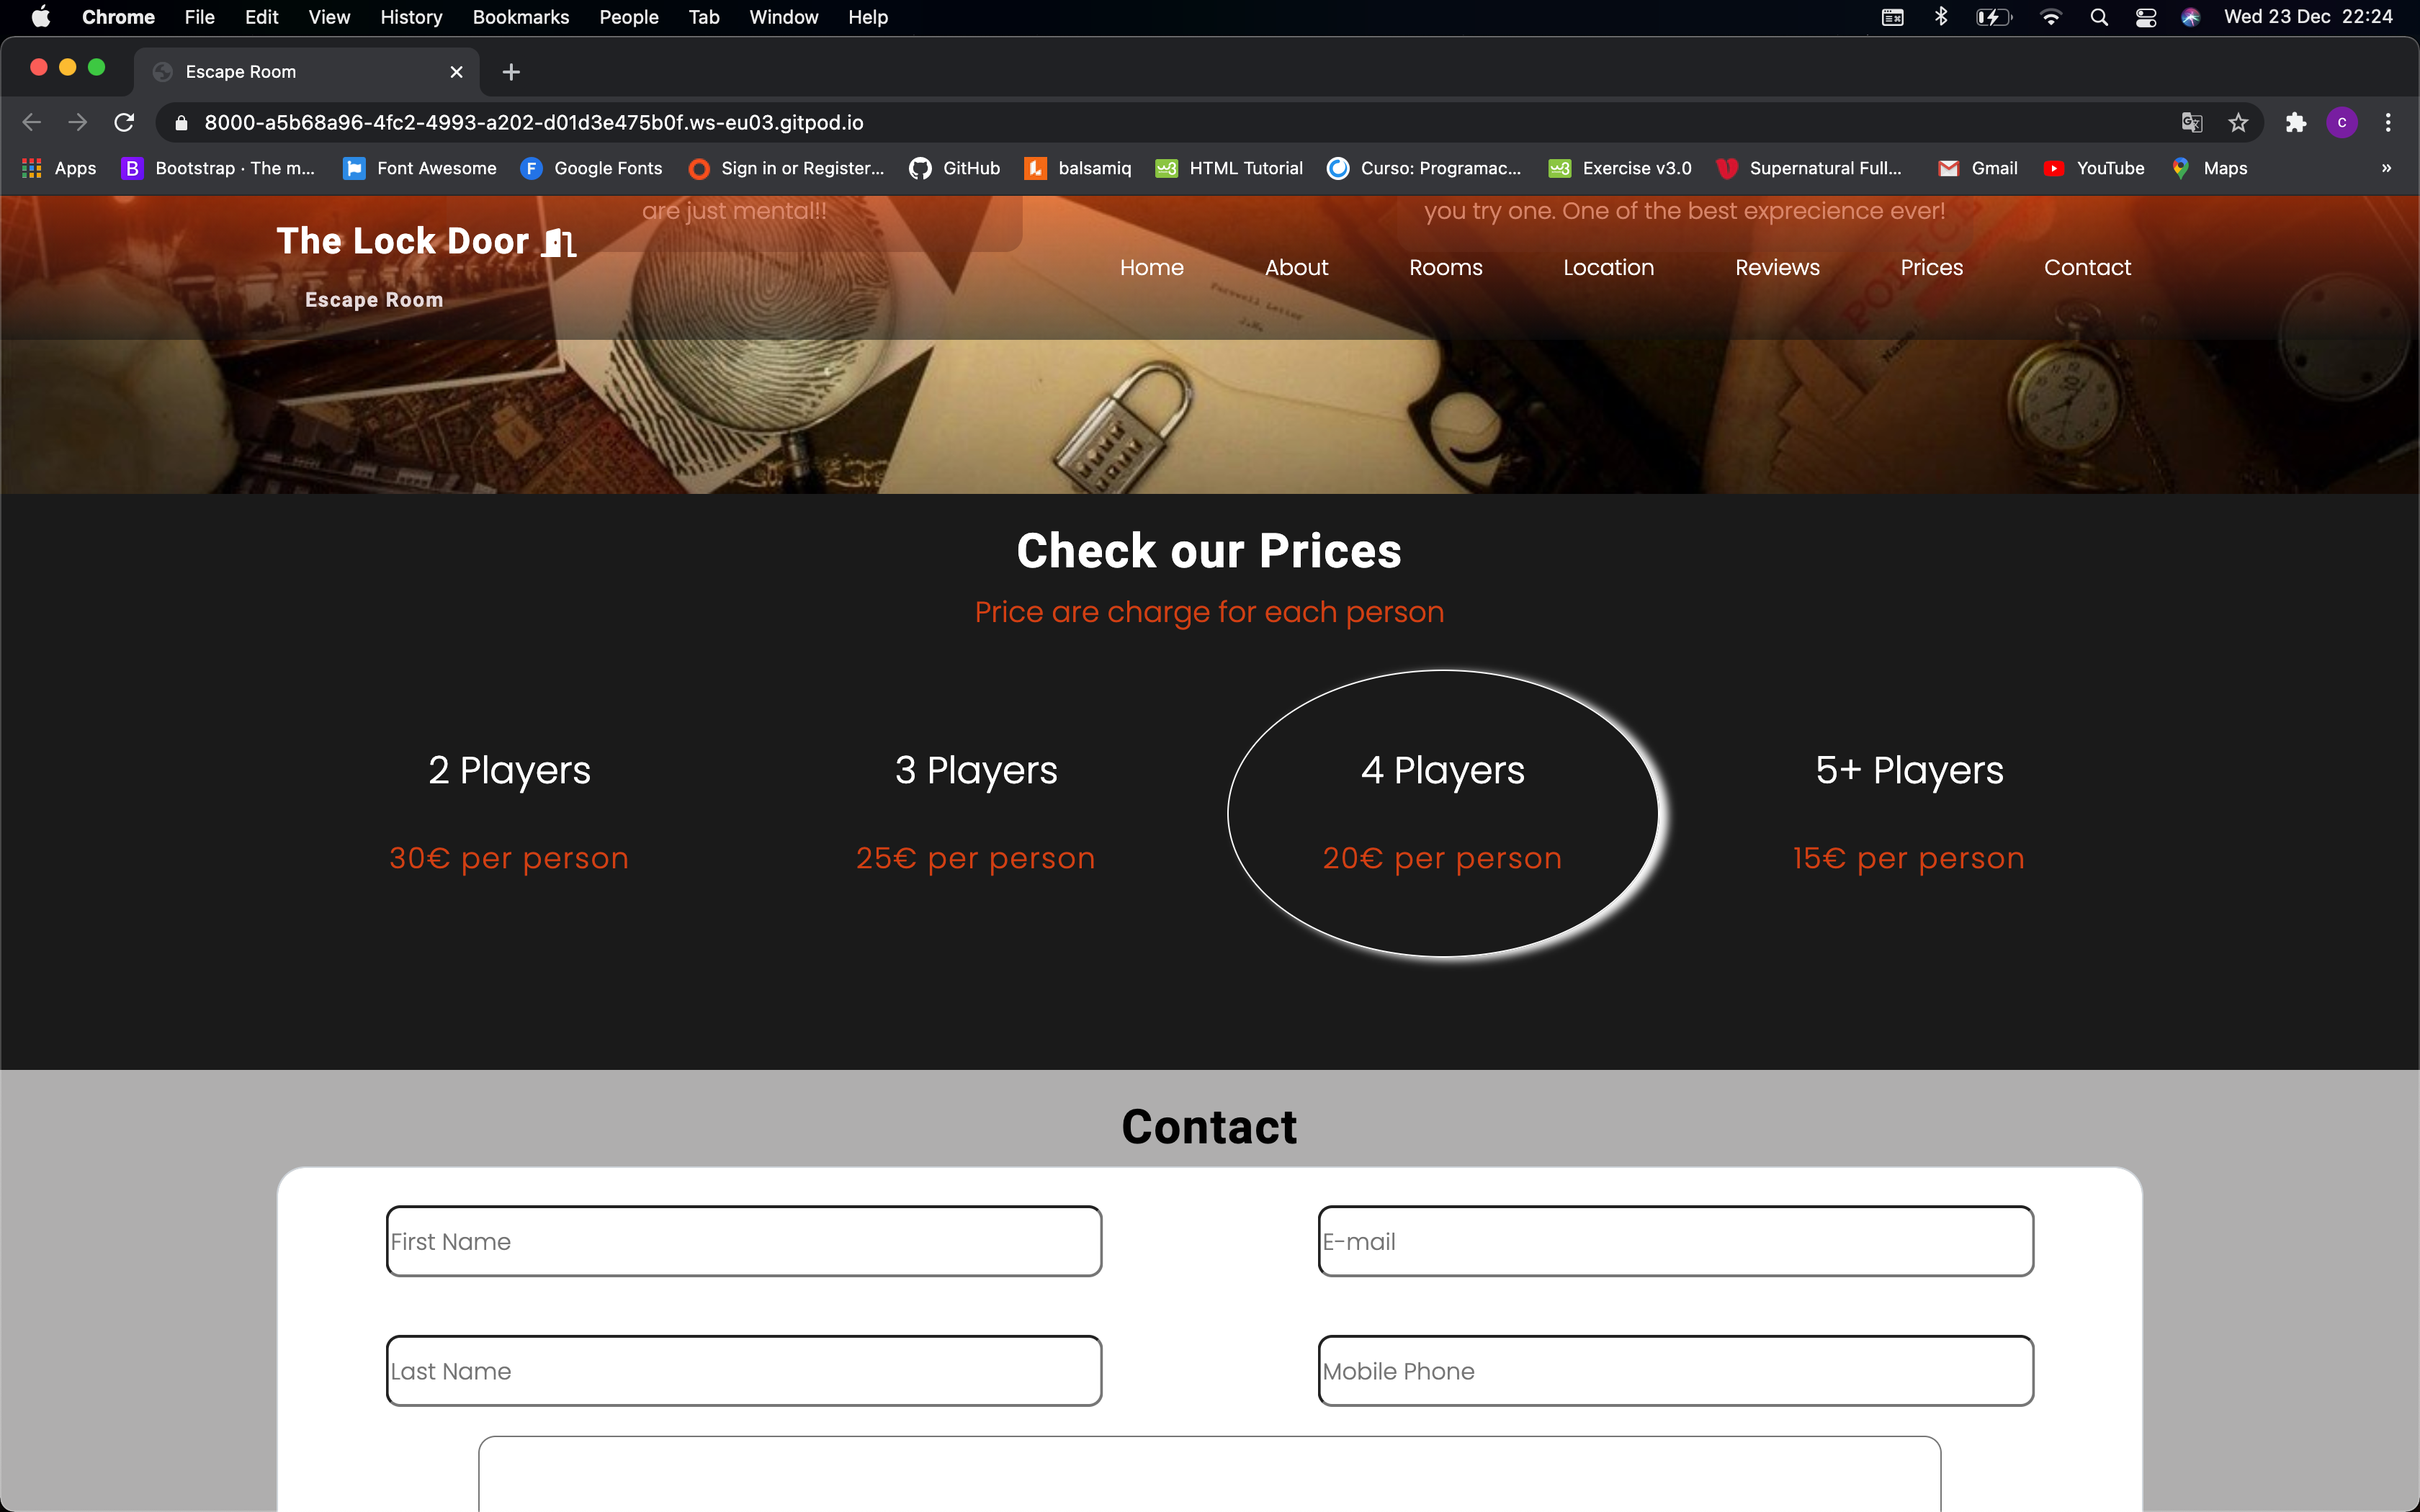 Chrome File Edit View History Bookmarks People Tab Window Help Wed 23 Dec 22:24
Escape Room
8000-a5b68a96-4fc2-4993-a202-d01d3e475b0f.ws-eu03.gitpod.io C
Apps B Bootstrap · The m... Font Awesome F Google Fonts Sign in or Register... GitHub balsamiq HTML Tutorial Curso: Programac... Exercise v3.0 Supernatural Full... Gmail YouTube Maps »
are just mental!! you try one. One of the best exprecience ever!
The Lock Door
Home About Rooms Location Reviews Prices Contact
Escape Room
Farwell Letter
J.W.
POLICE
Name:
Check our Prices
Price are charge for each person
2 Players 3 Players 4 Players 5+ Players
30€ per person 25€ per person 20€ per person 15€ per person
Contact
First Name E-mail
Last Name Mobile Phone